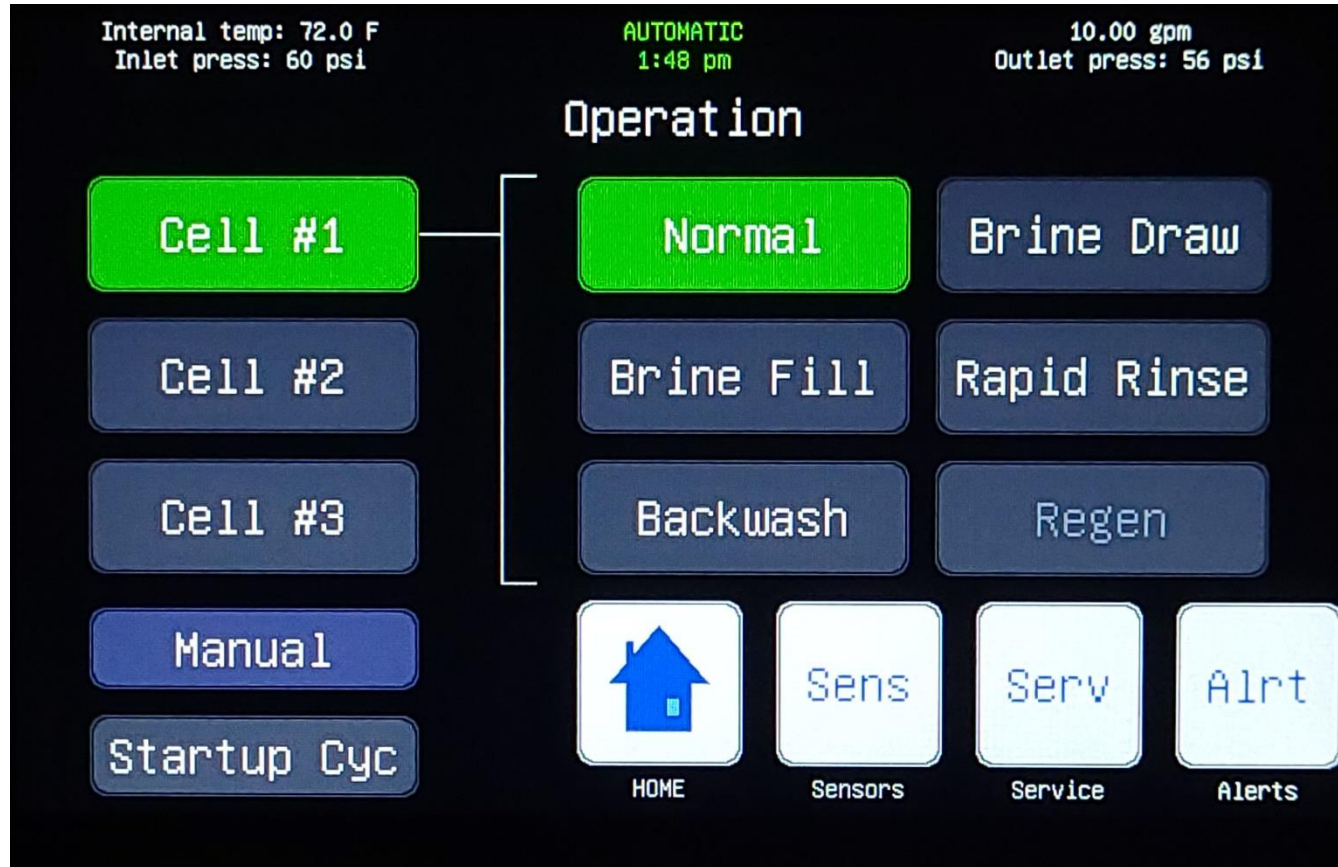 Internal temp: 72.0 F
Inlet press: 60 psi
AUTOMATIC
1:48 pm
10.00 gpm
Outlet press: 56 psi
Operation
Cell #1
Normal
Brine Draw
Cell #2
Brine Fill
Rapid Rinse
Cell #3
Backwash
Regen
Manual
Startup Cyc
Sens
Serv
Alrt
HOME
Sensors
Service
Alerts